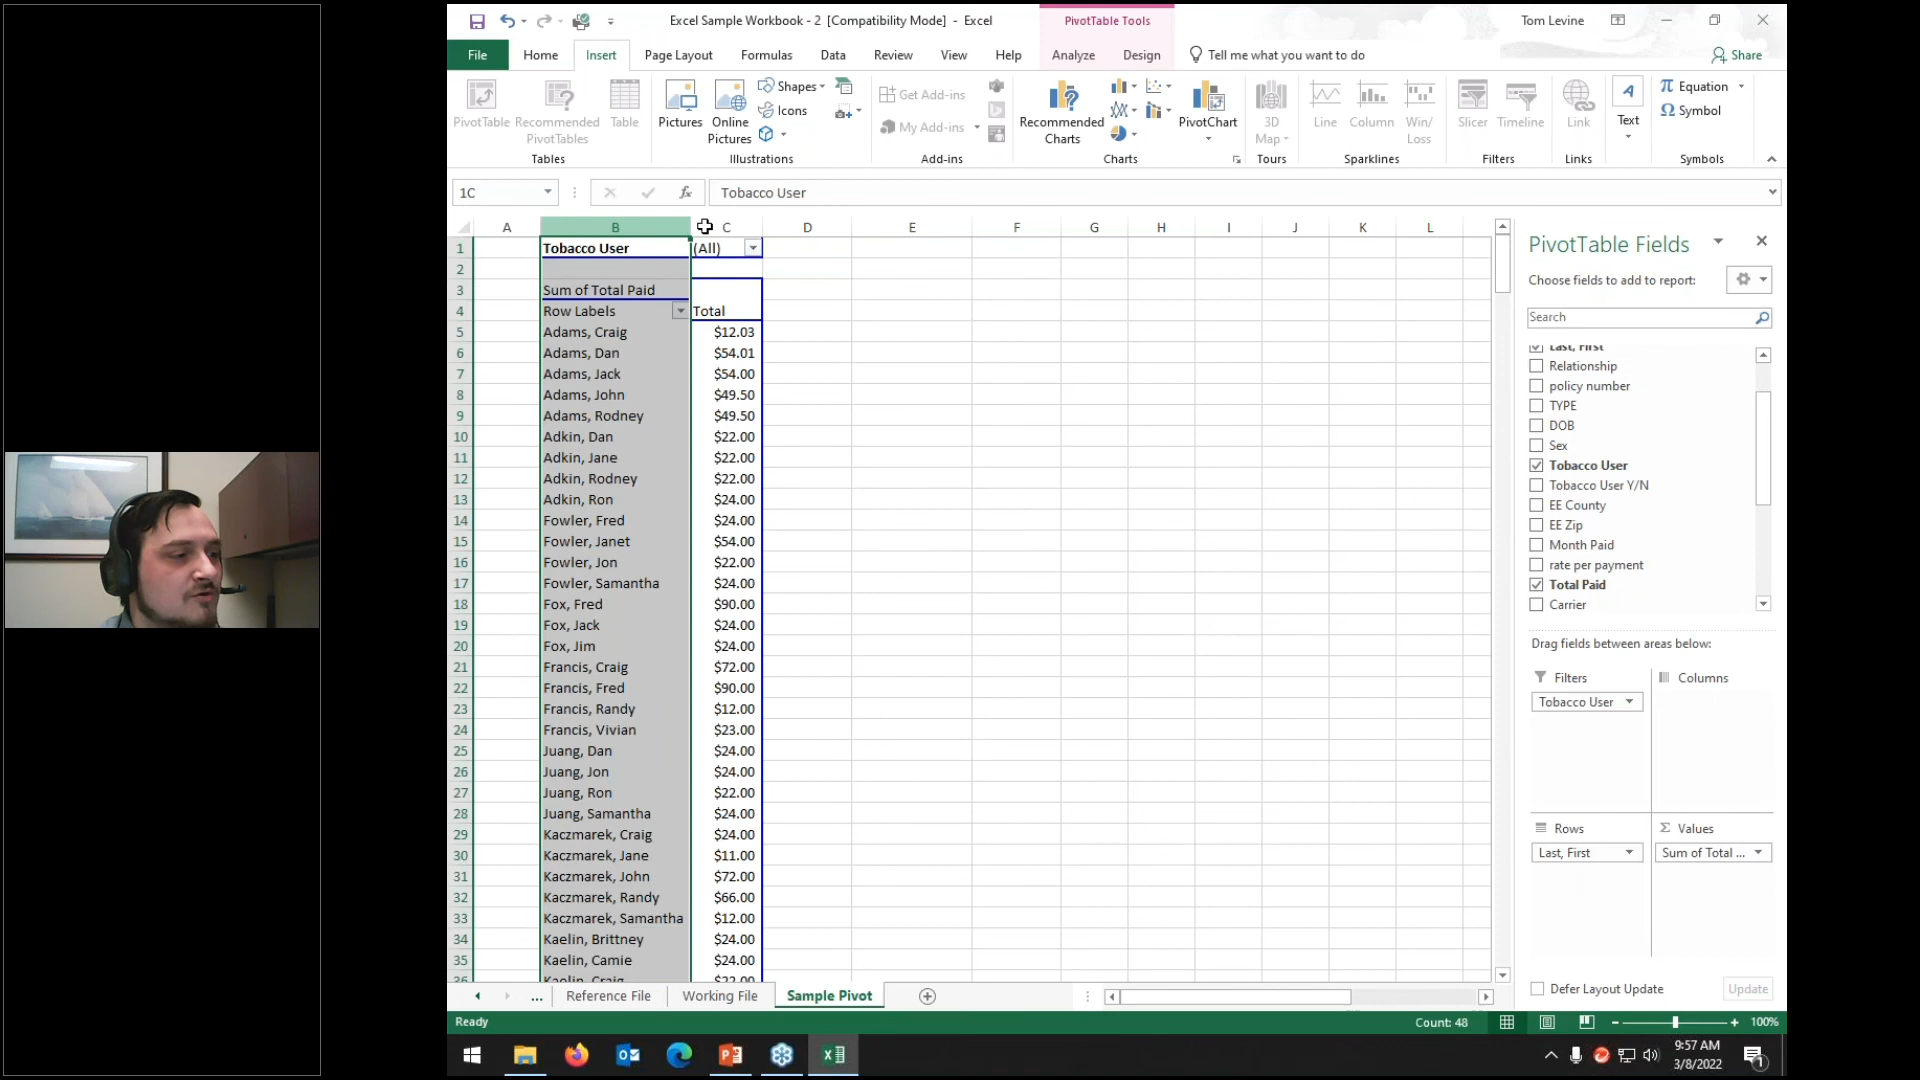 Excel Sample Workbook - 2 [Compatibility Mode] - Excel
PivotTable Tools
Tom Levine
File Home Insert Page Layout Formulas Data Review View Help Analyze Design Tell me what you want to do Share
PivotTable
Recommended PivotTables
Table
Tables
Pictures
Online Pictures
Shapes
Icons
Illustrations
Get Add-ins
My Add-ins
Add-ins
Recommended Charts
PivotChart
Charts
3D Map
Tours
Line
Column
Win/Loss
Sparklines
Slicer
Timeline
Filters
Link
Links
Text
Equation
Symbol
Symbols
1C
fx
Tobacco User
A B C D E F G H I J K L
1 Tobacco User (All)
2
3 Sum of Total Paid
4 Row Labels Total
5 Adams, Craig $12.03
6 Adams, Dan $54.01
7 Adams, Jack $54.00
8 Adams, John $49.50
9 Adams, Rodney $49.50
10 Adkin, Dan $22.00
11 Adkin, Jane $22.00
12 Adkin, Rodney $22.00
13 Adkin, Ron $24.00
14 Fowler, Fred $24.00
15 Fowler, Janet $54.00
16 Fowler, Jon $22.00
17 Fowler, Samantha $24.00
18 Fox, Fred $90.00
19 Fox, Jack $24.00
20 Fox, Jim $24.00
21 Francis, Craig $72.00
22 Francis, Fred $90.00
23 Francis, Randy $12.00
24 Francis, Vivian $23.00
25 Juang, Dan $24.00
26 Juang, Jon $24.00
27 Juang, Ron $22.00
28 Juang, Samantha $24.00
29 Kaczmarek, Craig $24.00
30 Kaczmarek, Jane $11.00
31 Kaczmarek, John $72.00
32 Kaczmarek, Randy $66.00
33 Kaczmarek, Samantha $12.00
34 Kaelin, Brittney $24.00
35 Kaelin, Camie $24.00
36 Kaelin, Craig $22.00
PivotTable Fields
Choose fields to add to report:
Search
Last, First
Relationship
policy number
TYPE
DOB
Sex
Tobacco User
Tobacco User Y/N
EE County
EE Zip
Month Paid
rate per payment
Total Paid
Carrier
Drag fields between areas below:
Filters
Columns
Tobacco User
Rows
Σ Values
Last, First
Sum of Total ...
Defer Layout Update
Update
... Reference File Working File Sample Pivot
Ready
Count: 48
100%
9:57 AM
3/8/2022
1